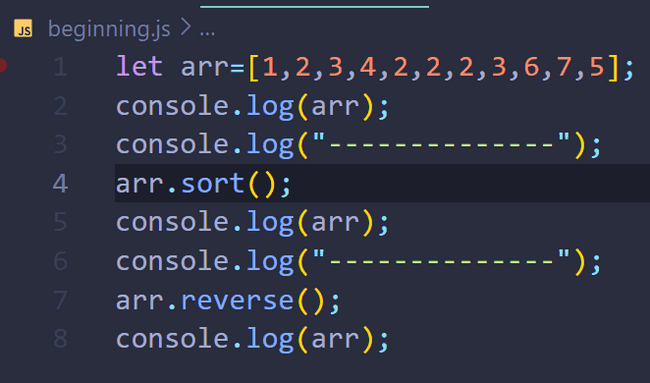 JS beginning.js > ...
1 let arr=[1,2,3,4,2,2,2,3,6,7,5];
2 console.log(arr);
3 console.log("--------------");
4 arr.sort();
5 console.log(arr);
6 console.log("--------------");
7 arr.reverse();
8 console.log(arr);